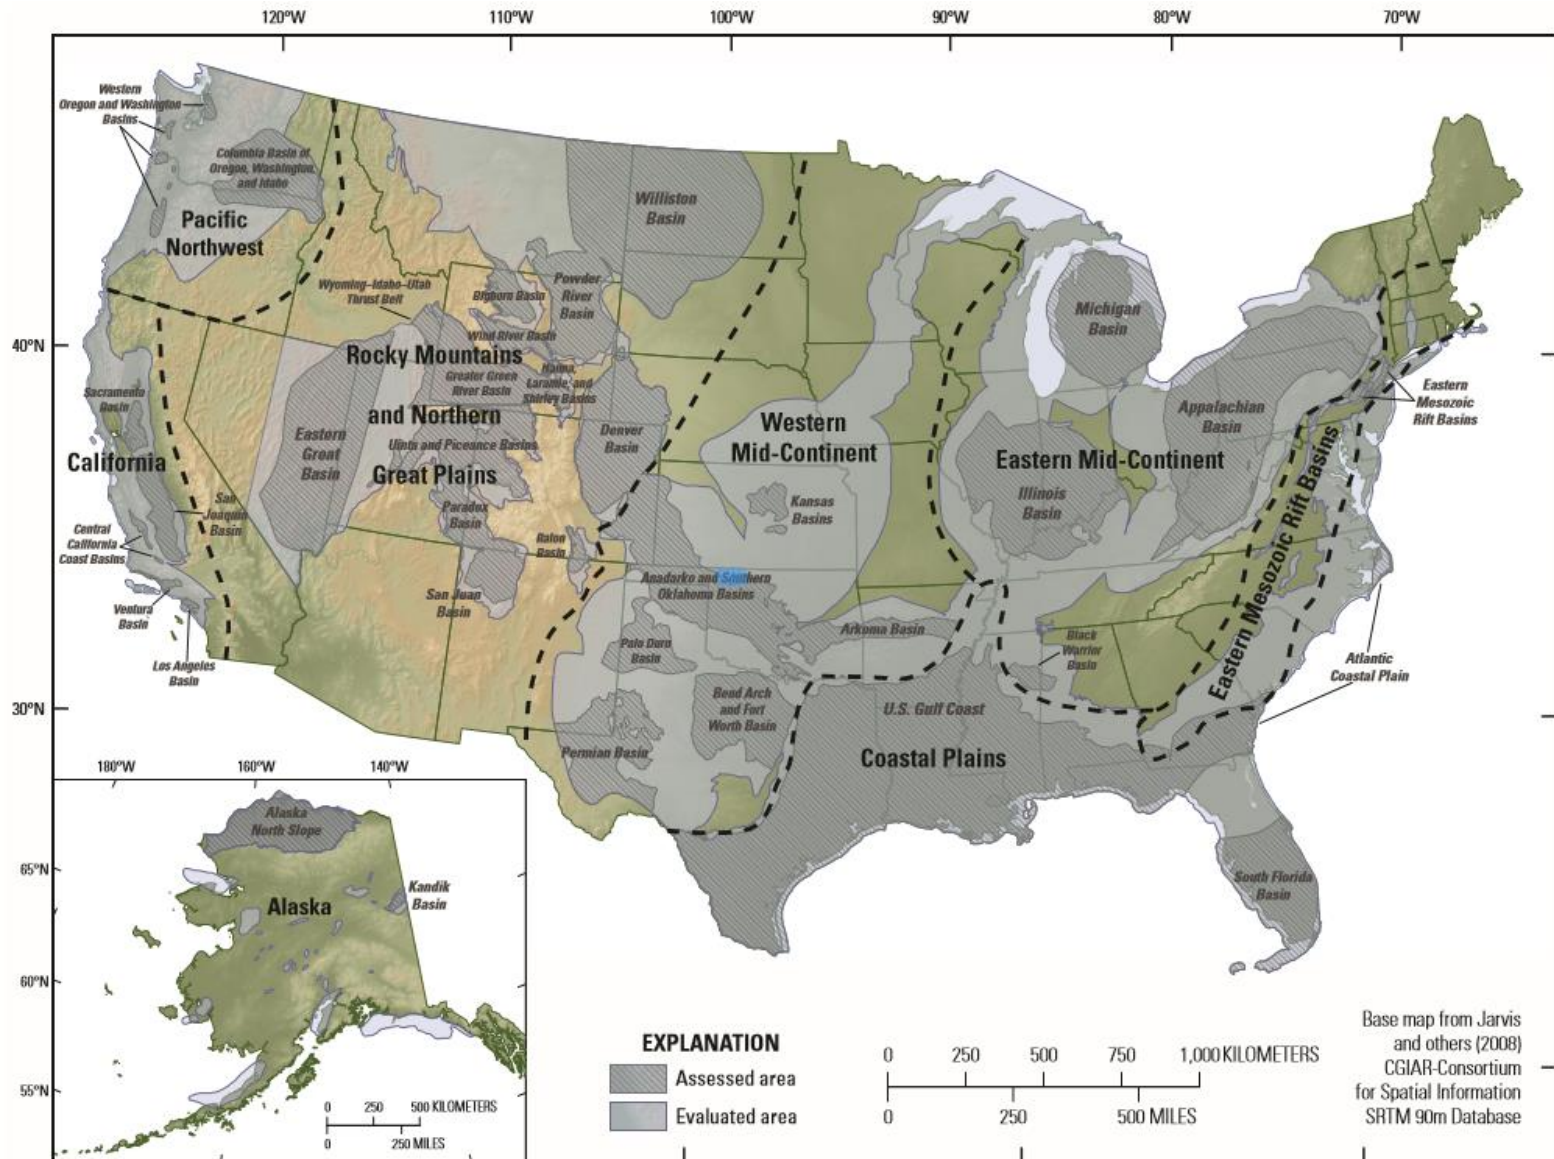 120°W
110°W
100°W
90°W
80°W
70°W
40°N
30°N
Western
Oregon and Washington
Basins
Columbia Basin of
Oregon, Washington,
and Idaho
Pacific
Northwest
Williston
Basin
Wyoming–Idaho–Utah
Thrust Belt
Bighorn Basin
Powder
River
Basin
Wind River Basin
Rocky Mountains
and Northern
Great Plains
Greater Green
River Basin
Hanna,
Laramie, and
Shirley Basins
Sacramento
Basin
California
Eastern
Great
Basin
Uinta and Piceance Basins
Denver
Basin
Paradox
Basin
San
Joaquin
Basin
Central
California
Coast Basins
Raton
Basin
San Juan
Basin
Ventura
Basin
Los Angeles
Basin
Western
Mid-Continent
Kansas
Basins
Anadarko and Southern
Oklahoma Basins
Palo Duro
Basin
Arkoma Basin
Bend Arch
and Fort
Worth Basin
Permian Basin
Michigan
Basin
Eastern Mid-Continent
Illinois
Basin
Appalachian
Basin
Eastern
Mesozoic
Rift Basins
Eastern Mesozoic Rift Basins
Black
Warrior
Basin
Atlantic
Coastal Plain
U.S. Gulf Coast
Coastal Plains
South Florida
Basin
180°W
160°W
140°W
65°N
60°N
55°N
Alaska
North Slope
Alaska
Kandik
Basin
0 250 500 KILOMETERS
0 250 MILES
EXPLANATION
Assessed area
Evaluated area
0 250 500 750 1,000 KILOMETERS
0 250 500 MILES
Base map from Jarvis
and others (2008)
CGIAR-Consortium
for Spatial Information
SRTM 90m Database